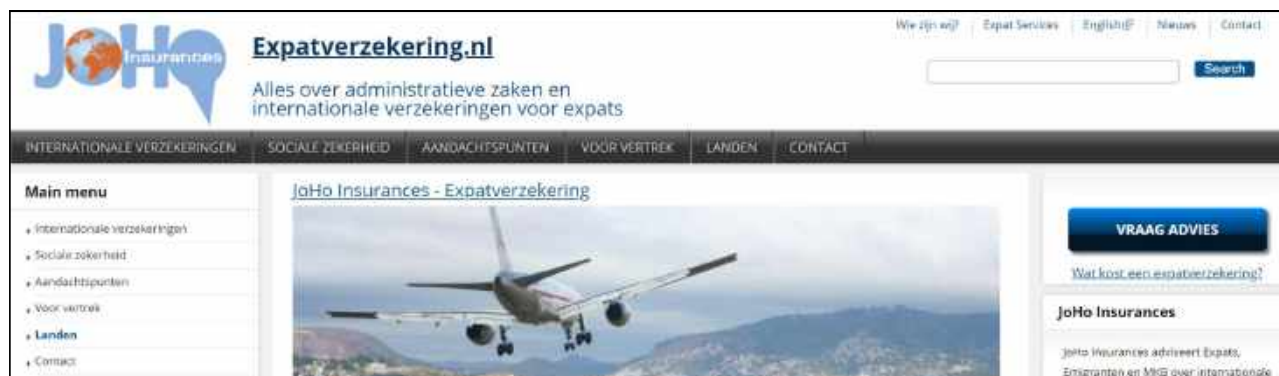 Wie zijn wij? Expat Services English Nieuws Contact
JoHo
Insurances
Expatverzekering.nl
Search
Alles over administratieve zaken en
internationale verzekeringen voor expats
INTERNATIONALE VERZEKERINGEN SOCIALE ZEKERHEID AANDACHTSPUNTEN VOOR VERTREK LANDEN CONTACT
Main menu
Internationale verzekeringen
Sociale zekerheid
Aandachtspunten
Voor vertrek
Landen
Contact
JoHo Insurances - Expatverzekering
VRAAG ADVIES
Wat kost een expatverzekering?
JoHo Insurances
JoHo Insurances adviseert Expats,
Emigranten en MKB over internationale